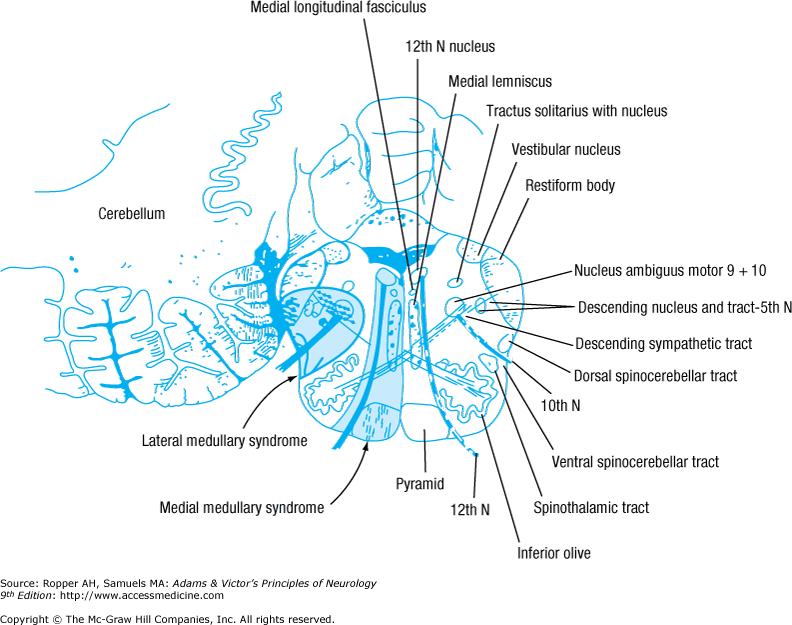 Medial longitudinal fasciculus
12th N nucleus
Medial lemniscus
Tractus solitarius with nucleus
Vestibular nucleus
Restiform body
Cerebellum
Nucleus ambiguus motor 9 + 10
Descending nucleus and tract-5th N
Descending sympathetic tract
Dorsal spinocerebellar tract
10th N
Lateral medullary syndrome
Ventral spinocerebellar tract
Pyramid
Medial medullary syndrome
12th N
Spinothalamic tract
Inferior olive
Source: Ropper AH, Samuels MA: Adams & Victor's Principles of Neurology
9th Edition: http://www.accessmedicine.com
Copyright © The McGraw Hill Companies, Inc. All rights reserved.